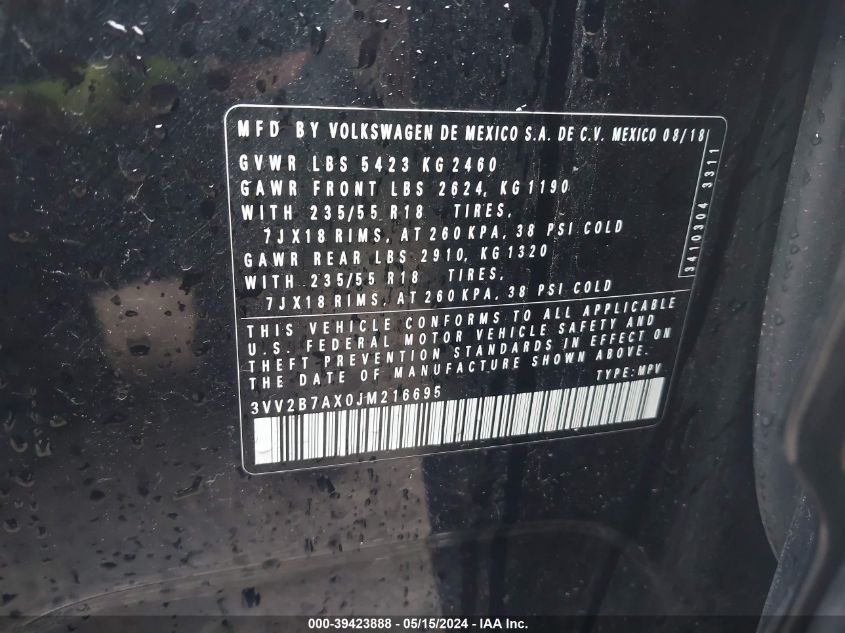 MFD BY VOLKSWAGEN DE MEXICO S.A. DE C.V. MEXICO 08/18
GVWR LBS 5423 KG 2460
GAWR FRONT LBS 2624, KG 1190
WITH 235/55 R18 TIRES,
7JX18 RIMS, AT 260 KPA, 38 PSI COLD
GAWR REAR LBS 2910, KG 1320
WITH 235/55 R18 TIRES,
7JX18 RIMS, AT 260 KPA, 38 PSI COLD
3410304 3311
THIS VEHICLE CONFORMS TO ALL APPLICABLE
U.S. FEDERAL MOTOR VEHICLE SAFETY AND
THEFT-PREVENTION STANDARDS IN EFFECT ON
THE DATE OF MANUFACTURE SHOWN ABOVE.
TYPE: MPV
3VV2B7AX0JM216695
000-39423888 - 05/15/2024 - IAA Inc.